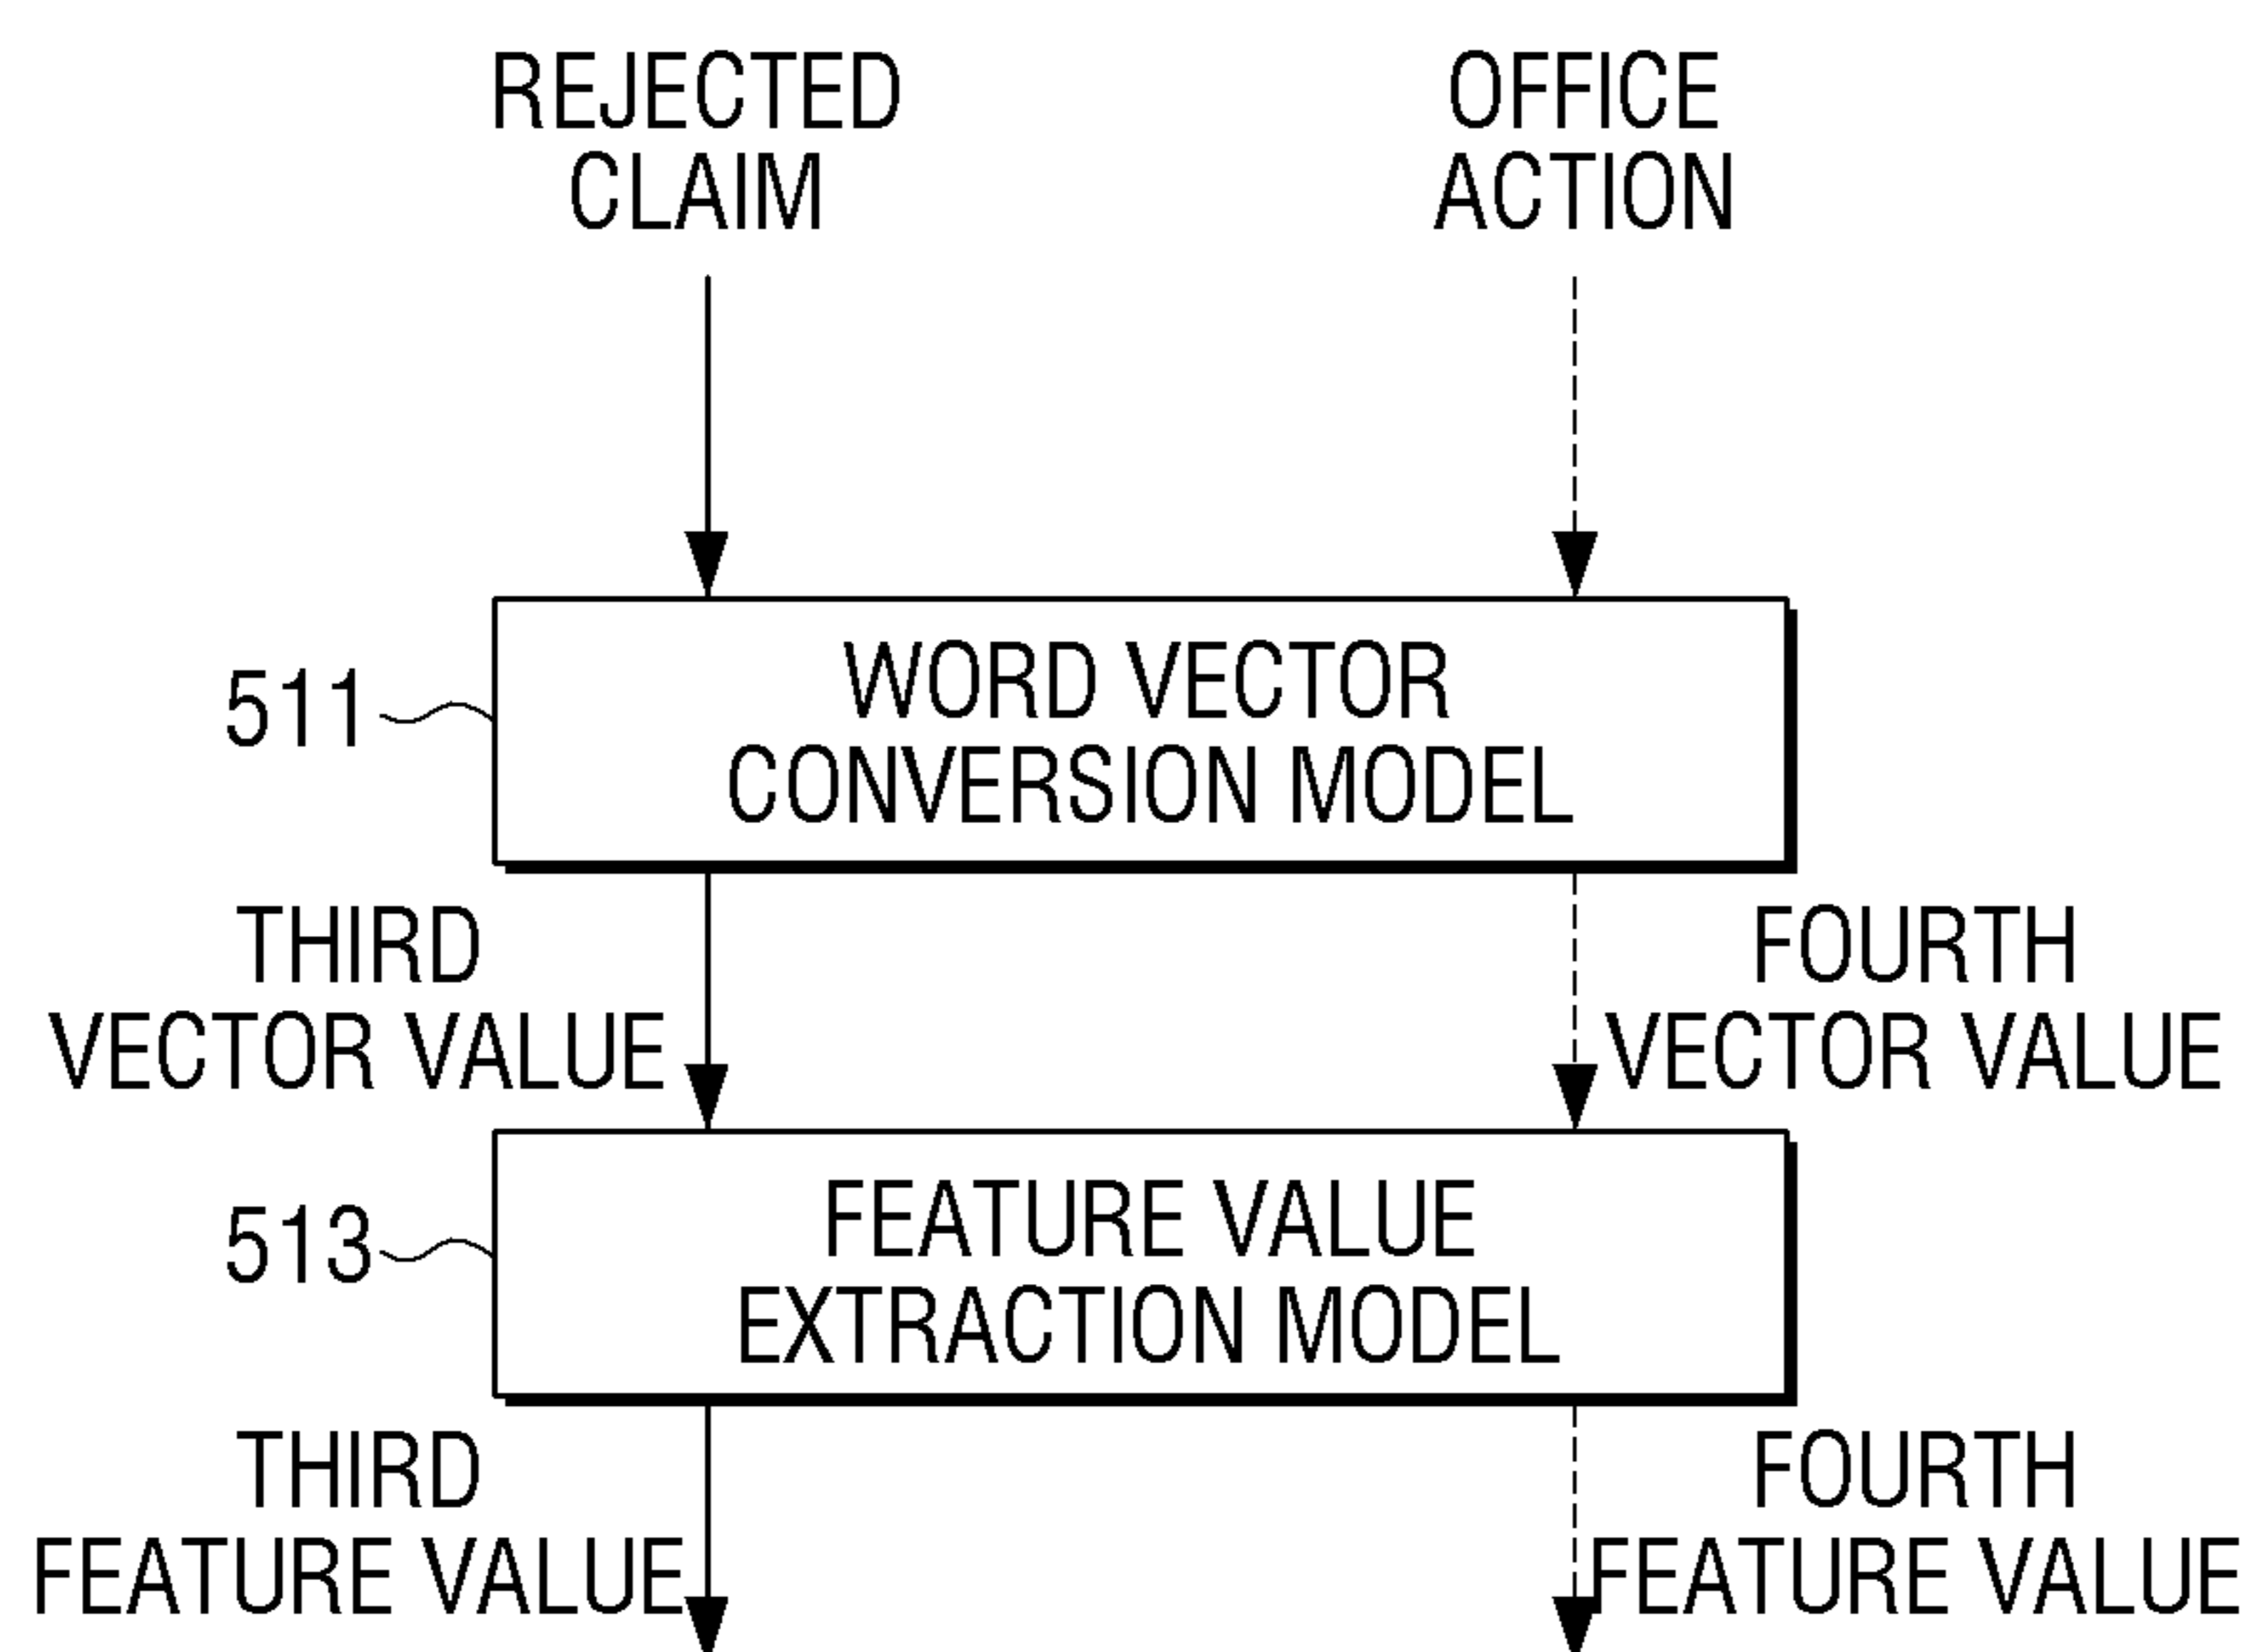 REJECTED
CLAIM
OFFICE
ACTION
511
WORD VECTOR
CONVERSION MODEL
THIRD
VECTOR VALUE
FOURTH
VECTOR VALUE
513
FEATURE VALUE
EXTRACTION MODEL
THIRD
FEATURE VALUE
FOURTH
FEATURE VALUE